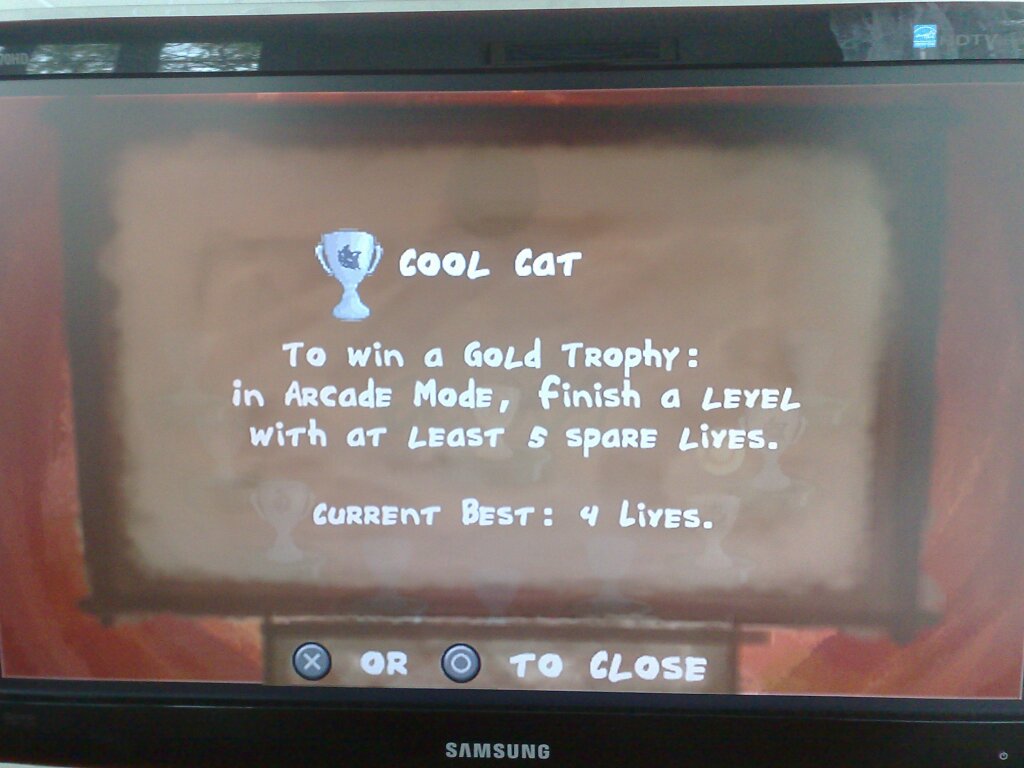 HDTV
COOL CAT
To win a Gold Trophy:
in Arcade Mode, finish a level
with at least 5 spare lives.
Current Best: 4 lives.
OR TO CLOSE
SAMSUNG